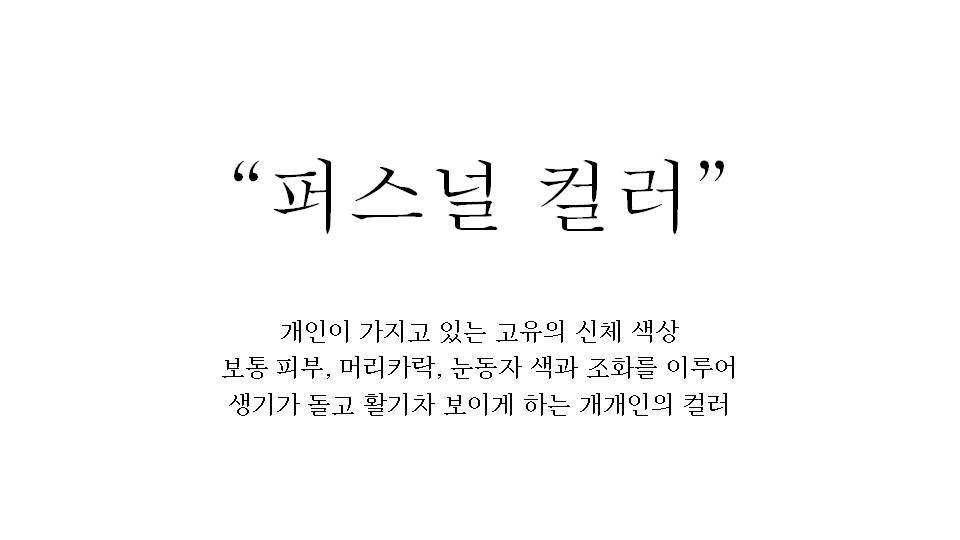 “퍼스널 컬러”
개인이 가지고 있는 고유의 신체 색상
보통 피부, 머리카락, 눈동자 색과 조화를 이루어
생기가 돌고 활기차 보이게 하는 개개인의 컬러